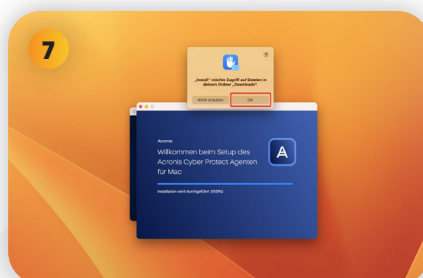 7
„Install“ möchte Zugriff auf Dateien in
deinem Ordner „Downloads“.
Nicht erlauben
OK
Acronis
Willkommen beim Setup des
Acronis Cyber Protect Agenten
für Mac
Installation wird durchgeführt (100%)